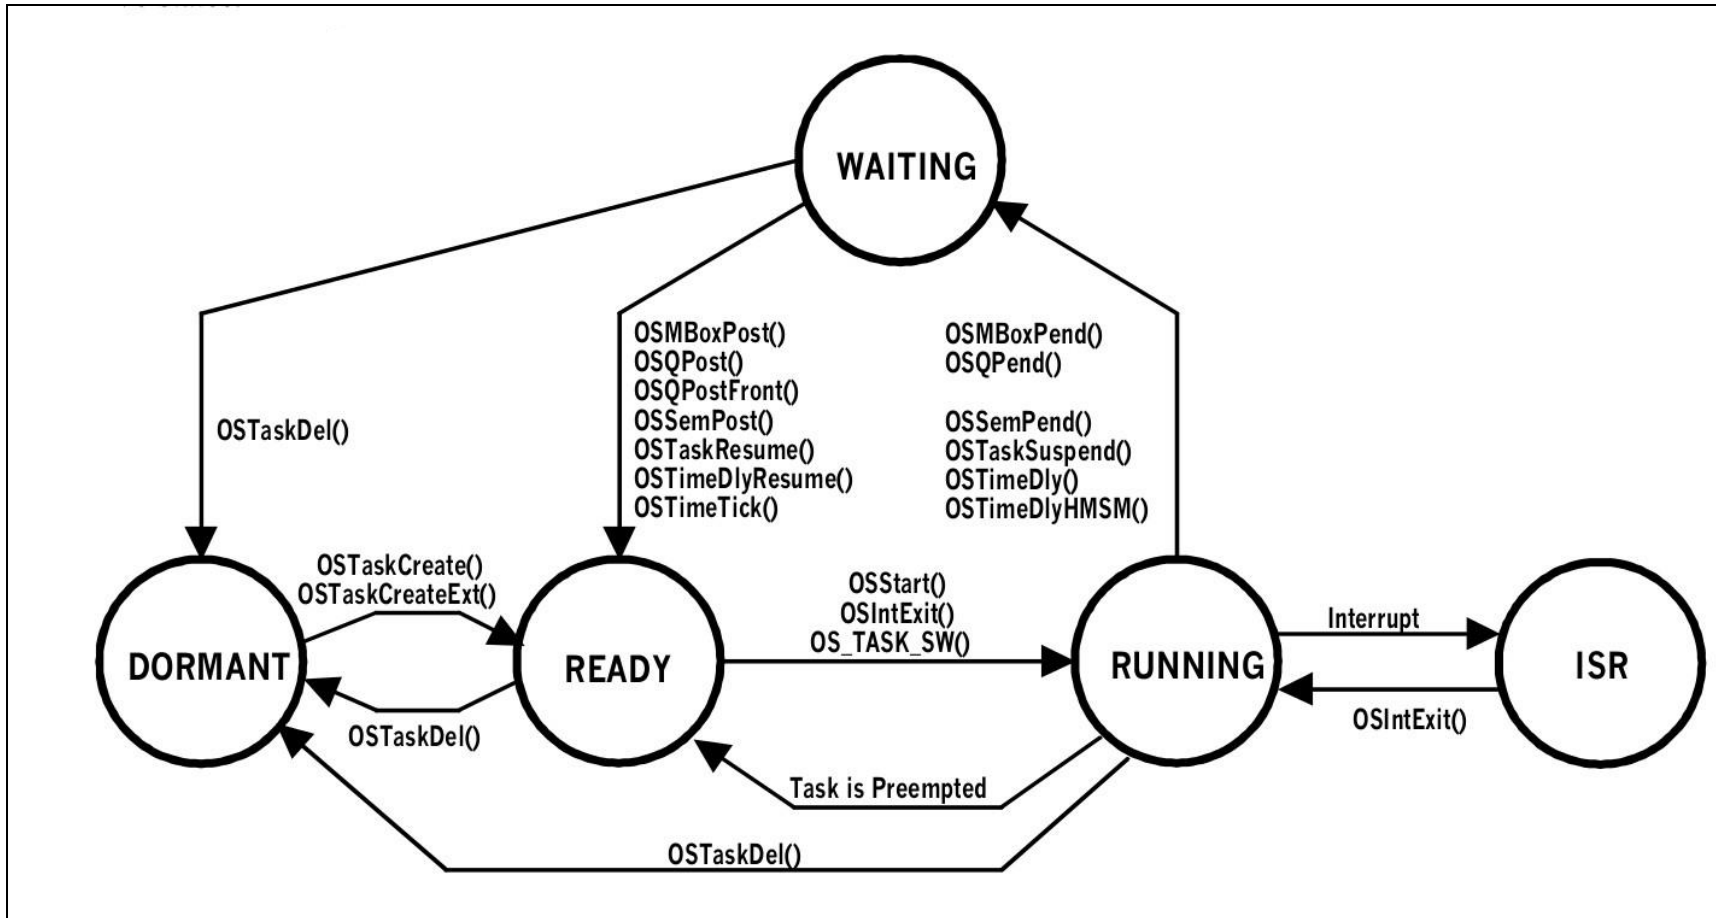 WAITING
OSMBoxPost()
OSQPost()
OSQPostFront()
OSSemPost()
OSTaskResume()
OSTimeDlyResume()
OSTimeTick()
OSMBoxPend()
OSQPend()
OSSemPend()
OSTaskSuspend()
OSTimeDly()
OSTimeDlyHMSM()
OSTaskDel()
OSTaskCreate()
OSTaskCreateExt()
OSStart()
OSIntExit()
OS_TASK_SW()
Interrupt
DORMANT
READY
RUNNING
ISR
OSIntExit()
OSTaskDel()
Task is Preempted
OSTaskDel()